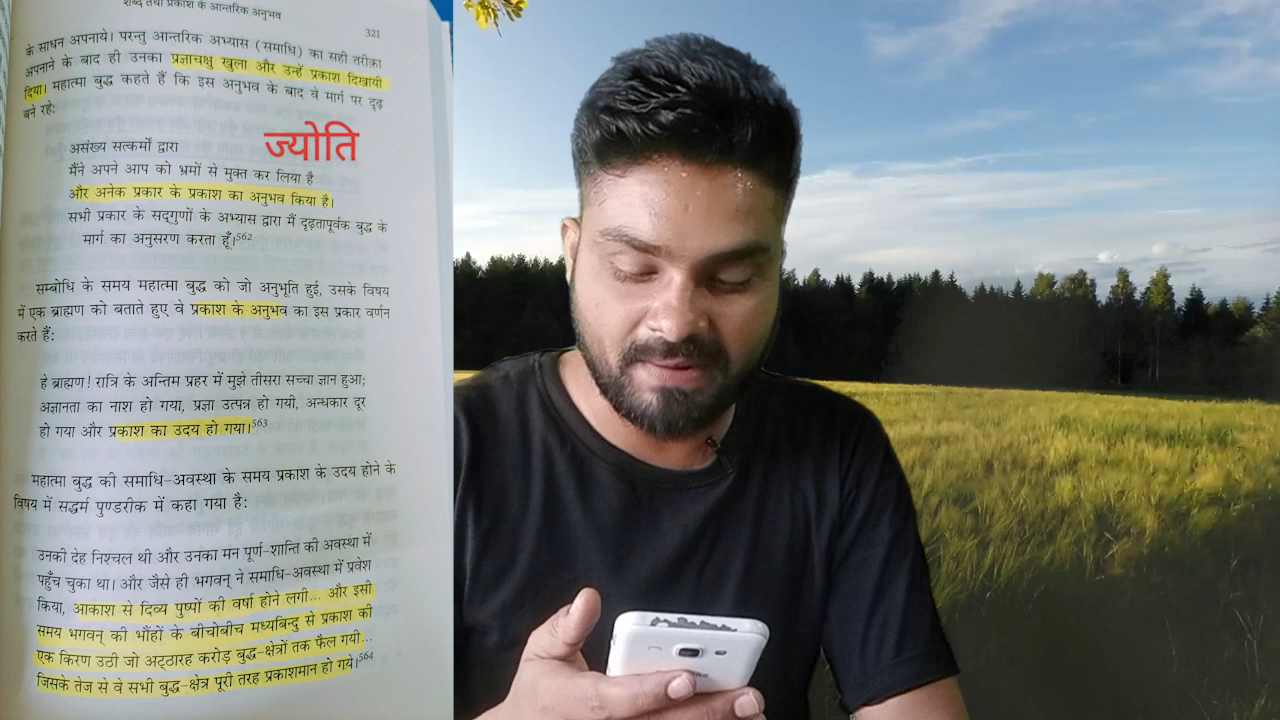 शब्द तथा प्रकाश के आन्तरिक अनुभव
321
के साधन अपनाये। परन्तु आन्तरिक अभ्यास (समाधि) का सही तरीक़ा
अपनाने के बाद ही उनका प्रज्ञाचक्षु खुला और उन्हें प्रकाश दिखायी
दिया। महात्मा बुद्ध कहते हैं कि इस अनुभव के बाद वे मार्ग पर दृढ़
बने रहे:
ज्योति
असंख्य सत्कर्मों द्वारा
मैंने अपने आप को भ्रमों से मुक्त कर लिया है
और अनेक प्रकार के प्रकाश का अनुभव किया है।
सभी प्रकार के सद्‌गुणों के अभ्यास द्वारा मैं दृढ़तापूर्वक बुद्ध के
मार्ग का अनुसरण करता हूँ।562
सम्बोधि के समय महात्मा बुद्ध को जो अनुभूति हुई, उसके विषय
में एक ब्राह्मण को बताते हुए वे प्रकाश के अनुभव का इस प्रकार वर्णन
करते हैं:
हे ब्राह्मण! रात्रि के अन्तिम प्रहर में मुझे तीसरा सच्चा ज्ञान हुआ;
अज्ञानता का नाश हो गया, प्रज्ञा उत्पन्न हो गयी, अन्धकार दूर
हो गया और प्रकाश का उदय हो गया।563
महात्मा बुद्ध की समाधि-अवस्था के समय प्रकाश के उदय होने के
विषय में सद्धर्म पुण्डरीक में कहा गया है:
उनकी देह निश्चल थी और उनका मन पूर्ण-शान्ति की अवस्था में
पहुँच चुका था। और जैसे ही भगवन् ने समाधि-अवस्था में प्रवेश
किया, आकाश से दिव्य पुष्पों की वर्षा होने लगी... और इसी
समय भगवन् की भौंहों के बीचोबीच मध्यबिन्दु से प्रकाश की
एक किरण उठी जो अट्ठारह करोड़ बुद्ध-क्षेत्रों तक फैल गयी...
जिसके तेज से वे सभी बुद्ध-क्षेत्र पूरी तरह प्रकाशमान हो गये।564